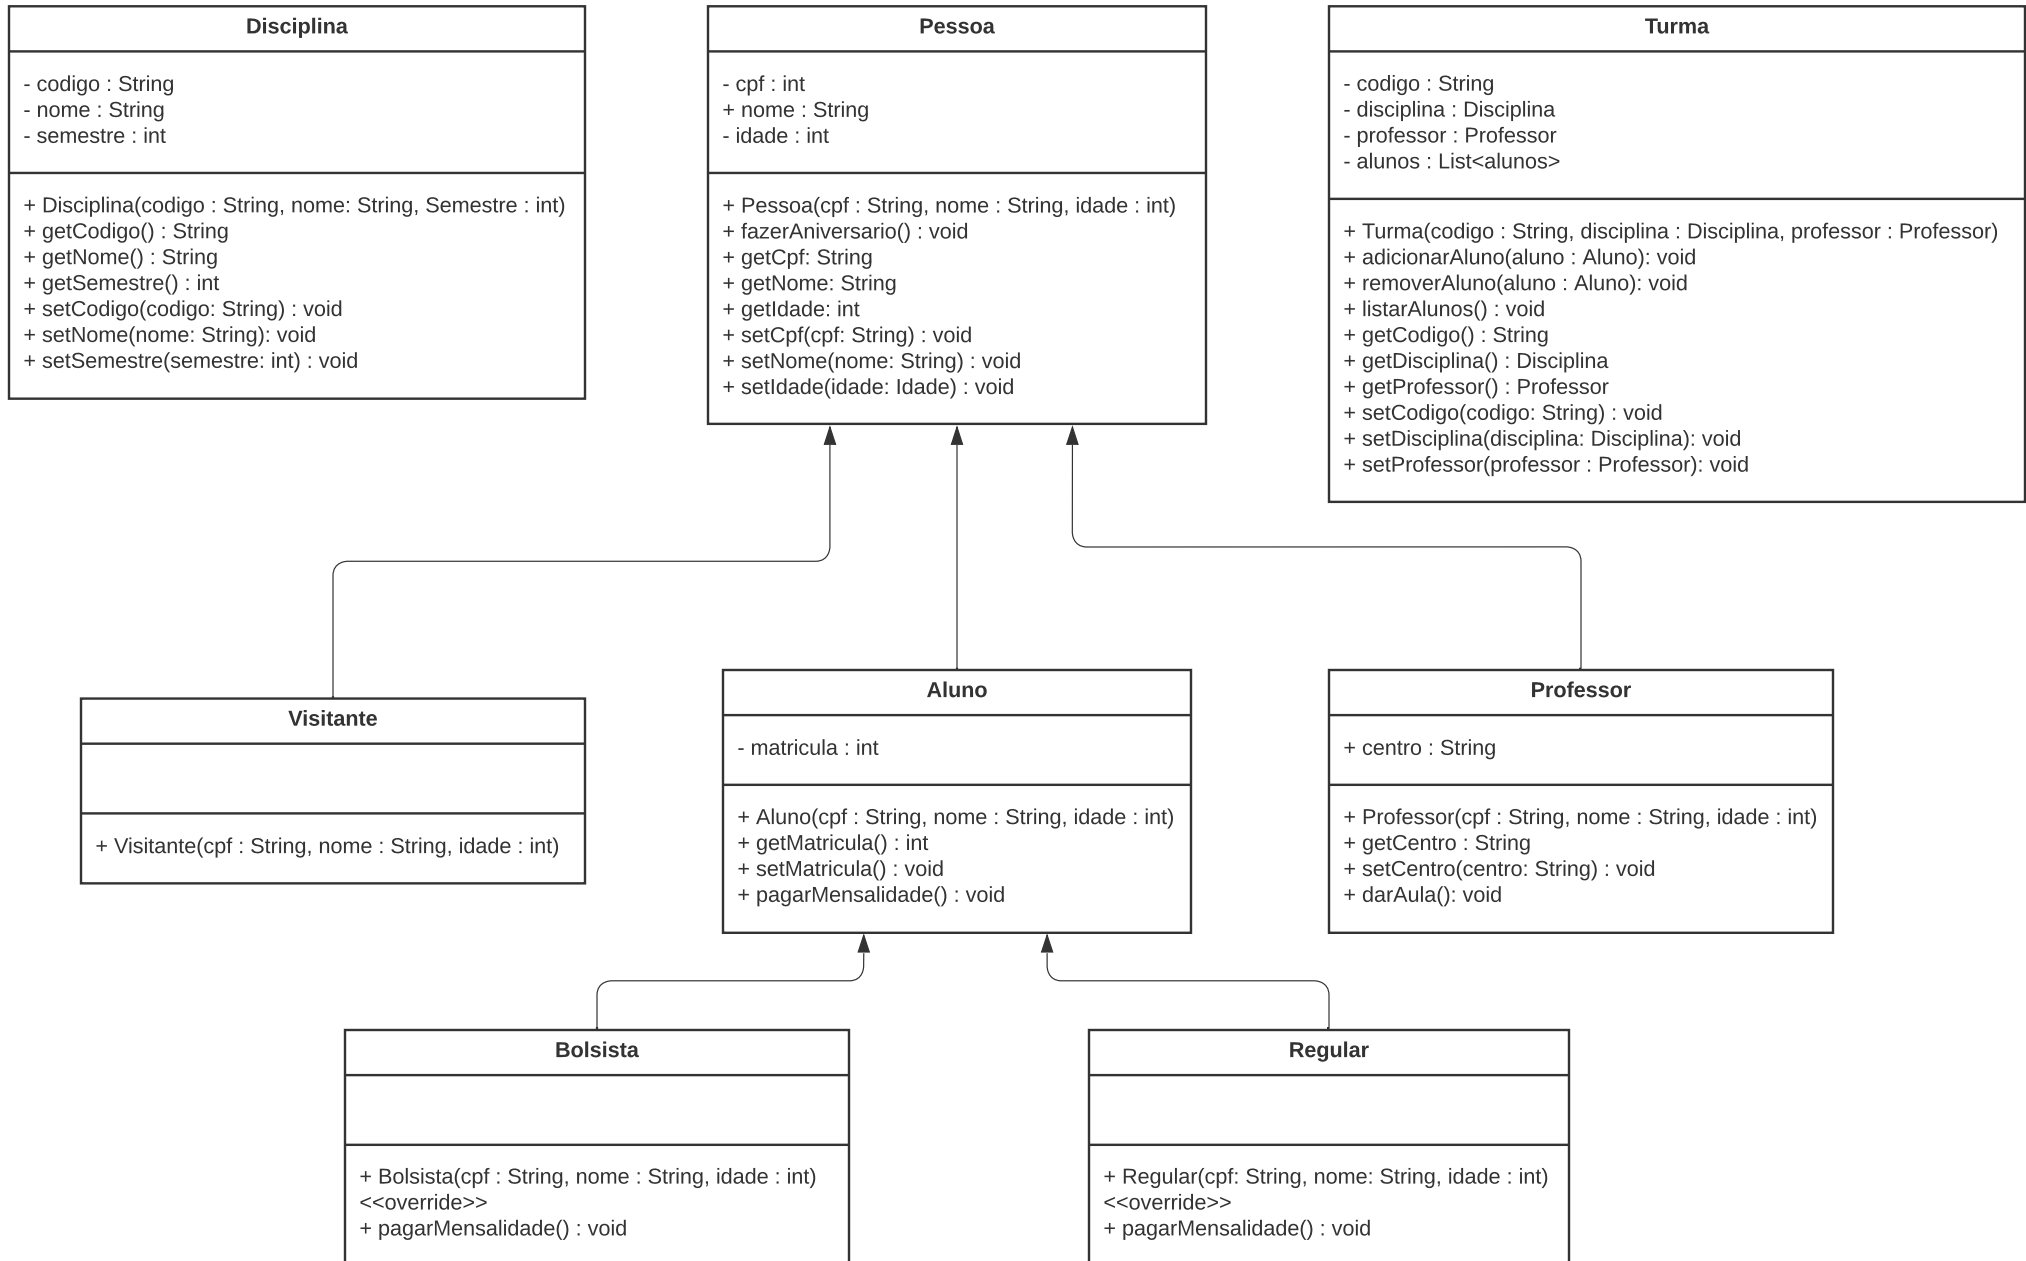 Disciplina
- codigo : String
- nome : String
- semestre : int
+ Disciplina(codigo : String, nome: String, Semestre : int)
+ getCodigo() : String
+ getNome() : String
+ getSemestre() : int
+ setCodigo(codigo: String) : void
+ setNome(nome: String): void
+ setSemestre(semestre: int) : void
Pessoa
- cpf : int
+ nome : String
- idade : int
+ Pessoa(cpf : String, nome : String, idade : int)
+ fazerAniversario() : void
+ getCpf: String
+ getNome: String
+ getIdade: int
+ setCpf(cpf: String) : void
+ setNome(nome: String) : void
+ setIdade(idade: Idade) : void
Turma
- codigo : String
- disciplina : Disciplina
- professor : Professor
- alunos : List<alunos>
+ Turma(codigo : String, disciplina : Disciplina, professor : Professor)
+ adicionarAluno(aluno : Aluno): void
+ removerAluno(aluno : Aluno): void
+ listarAlunos() : void
+ getCodigo() : String
+ getDisciplina() : Disciplina
+ getProfessor() : Professor
+ setCodigo(codigo: String) : void
+ setDisciplina(disciplina: Disciplina): void
+ setProfessor(professor : Professor): void
Visitante
+ Visitante(cpf : String, nome : String, idade : int)
Aluno
- matricula : int
+ Aluno(cpf : String, nome : String, idade : int)
+ getMatricula() : int
+ setMatricula() : void
+ pagarMensalidade() : void
Professor
+ centro : String
+ Professor(cpf : String, nome : String, idade : int)
+ getCentro : String
+ setCentro(centro: String) : void
+ darAula(): void
Bolsista
+ Bolsista(cpf : String, nome : String, idade : int)
<<override>>
+ pagarMensalidade() : void
Regular
+ Regular(cpf: String, nome: String, idade : int)
<<override>>
+ pagarMensalidade() : void